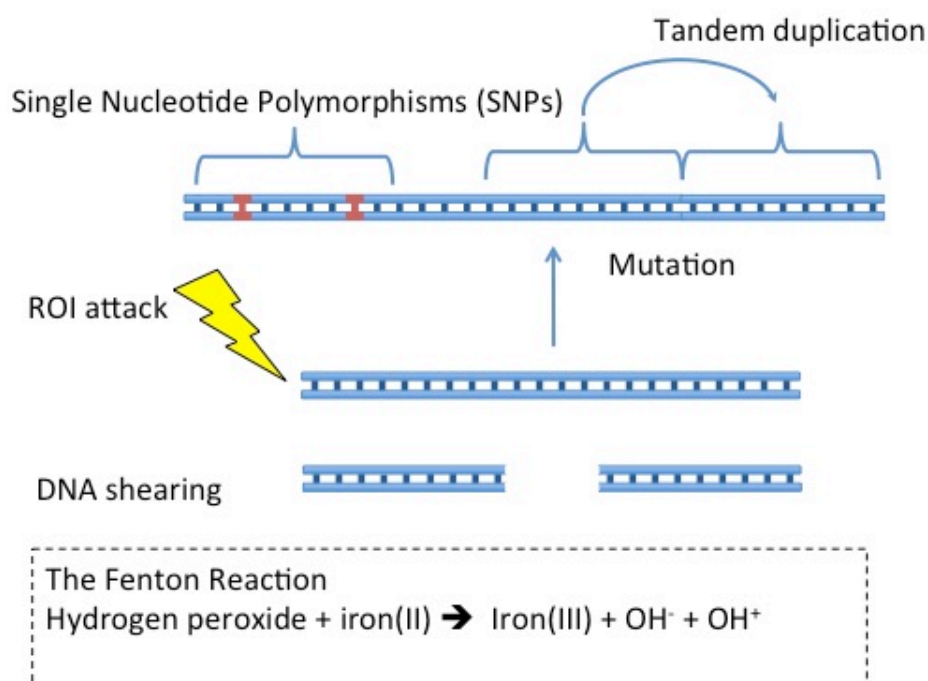 Tandem duplication
Single Nucleotide Polymorphisms (SNPs)
Mutation
ROI attack
DNA shearing
The Fenton Reaction
Hydrogen peroxide + iron(II) ➔ Iron(III) + OH⁻ + OH⁺